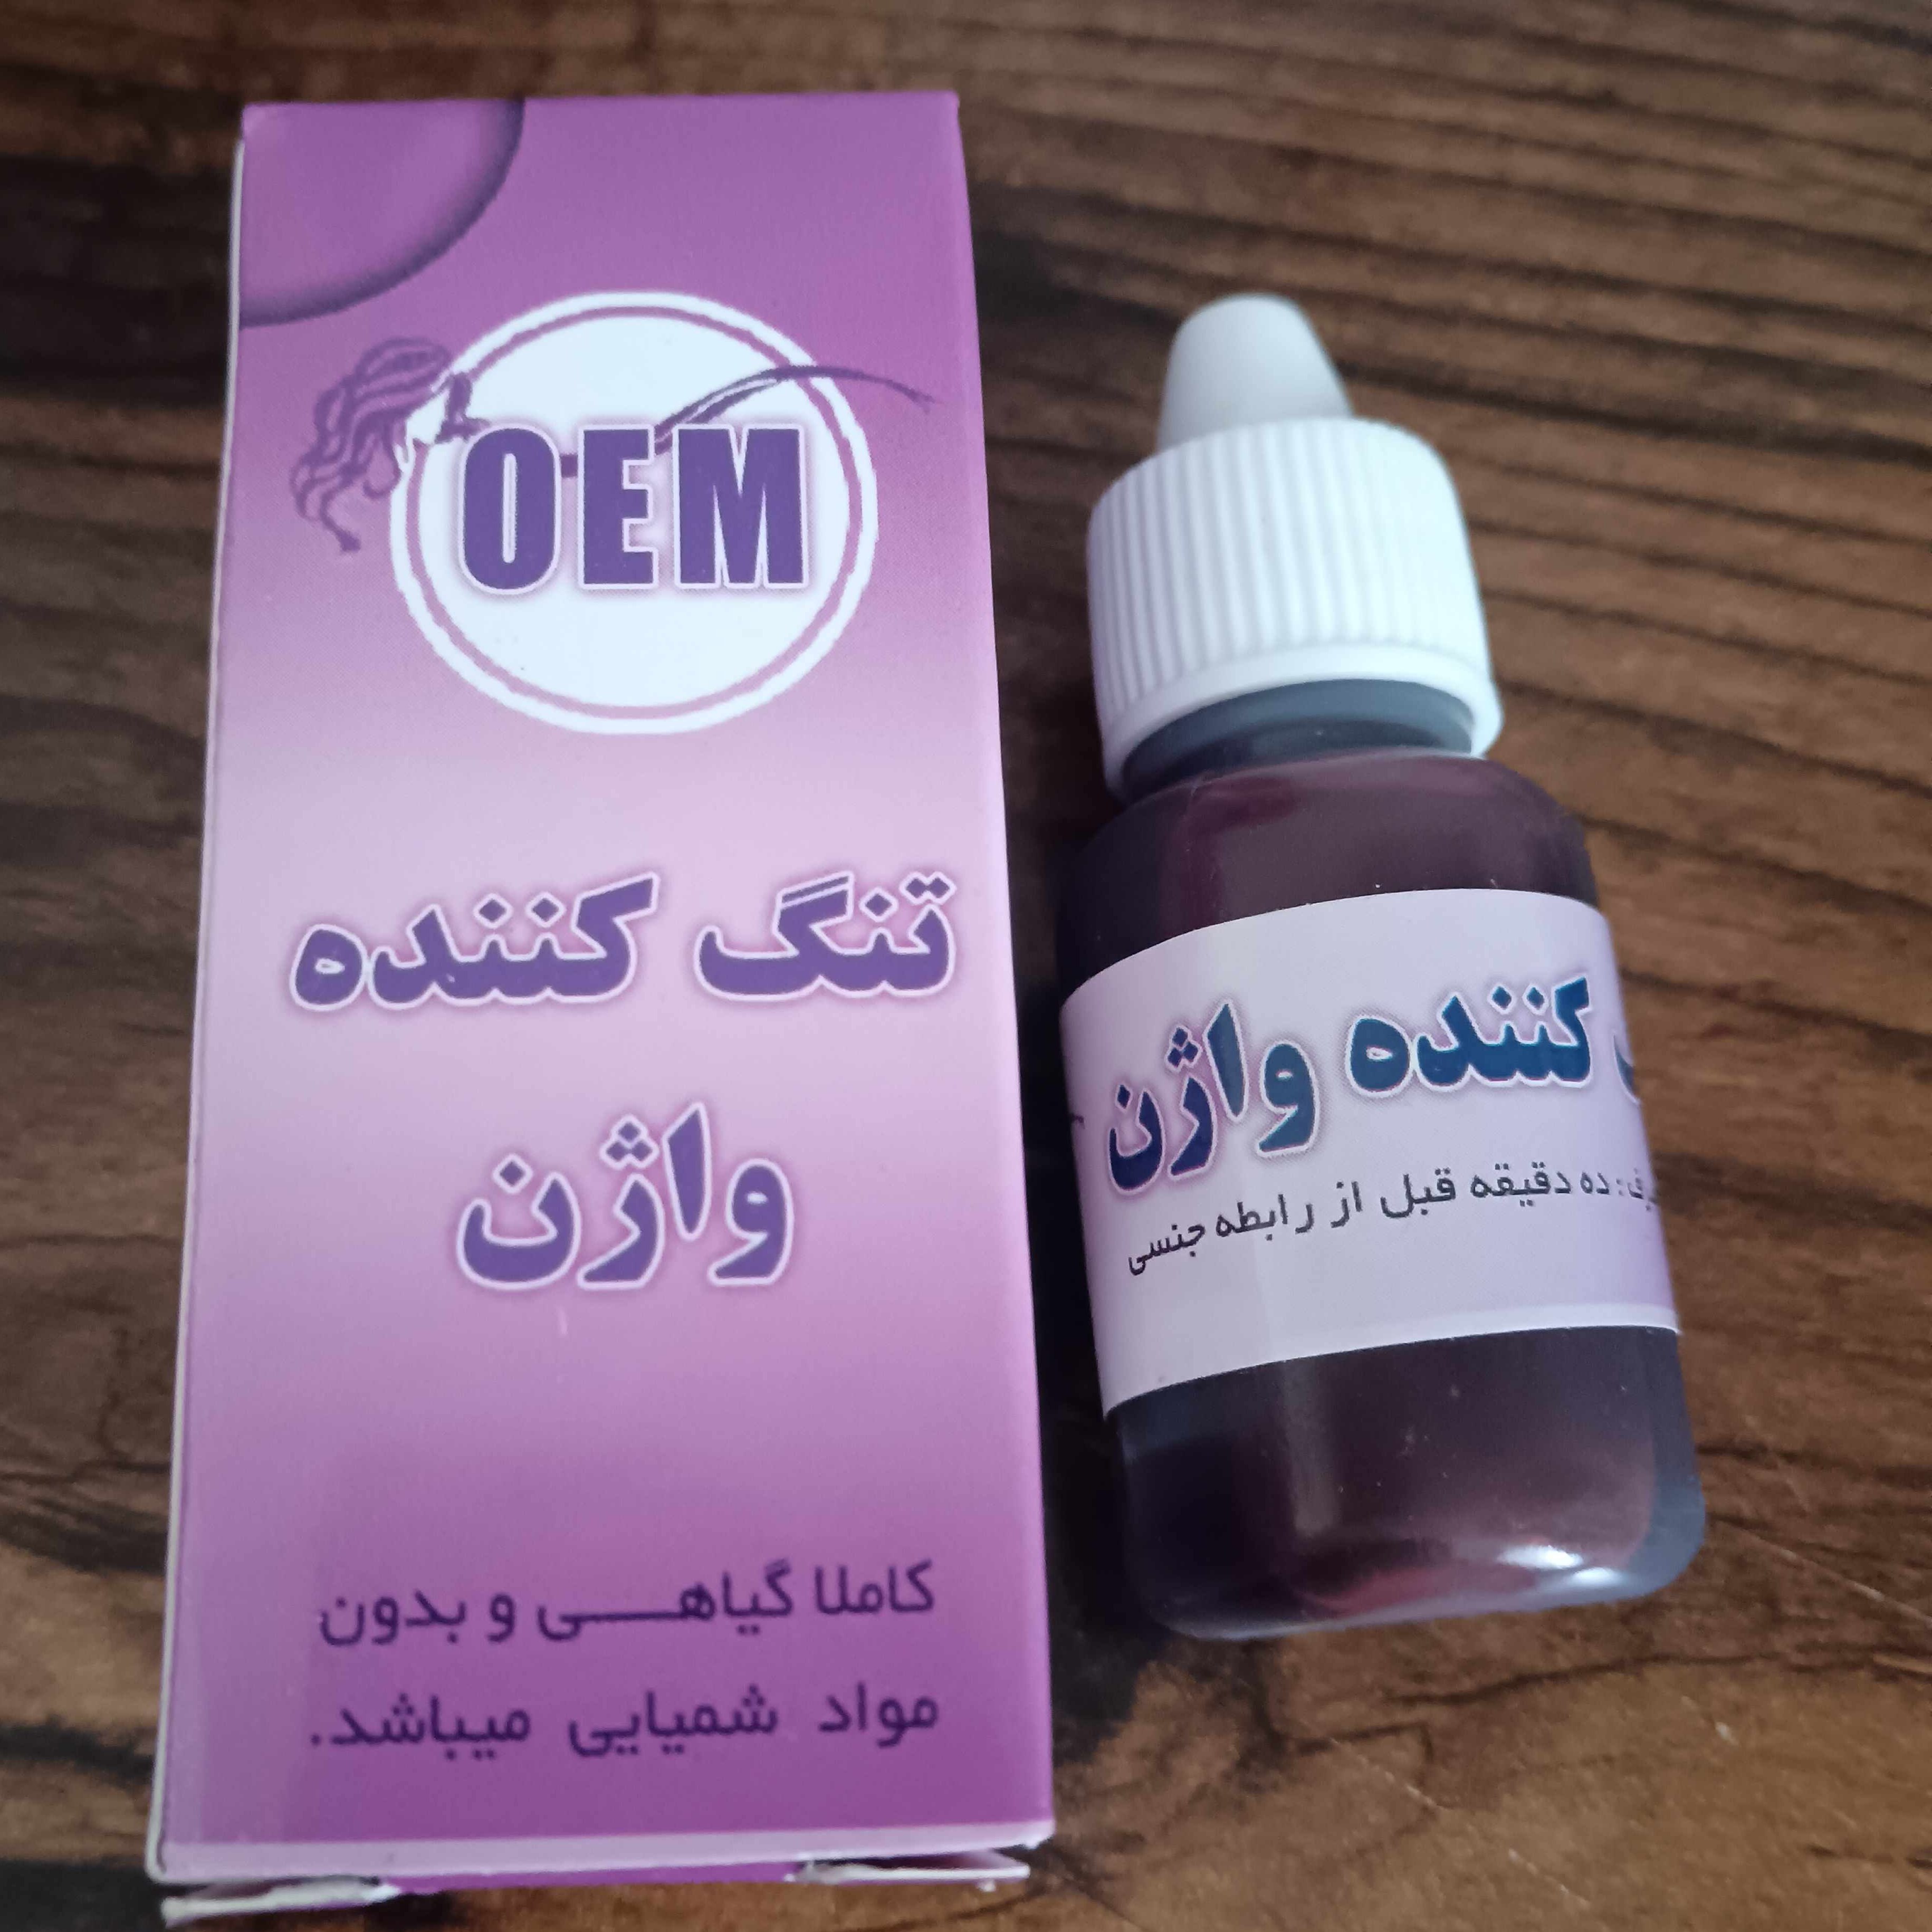 OEM
تنگ کننده
واژن
کاملا گیاهی و بدون
مواد شمیایی میباشد.
کننده واژن
ده دقیقه قبل از رابطه جنسی